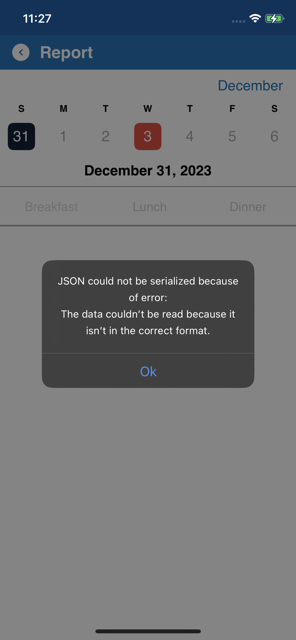 11:27
Report
December
S M T W T F S
31 1 2 3 4 5 6
December 31, 2023
Breakfast Lunch Dinner
JSON could not be serialized because
of error:
The data couldn’t be read because it
isn’t in the correct format.
Ok